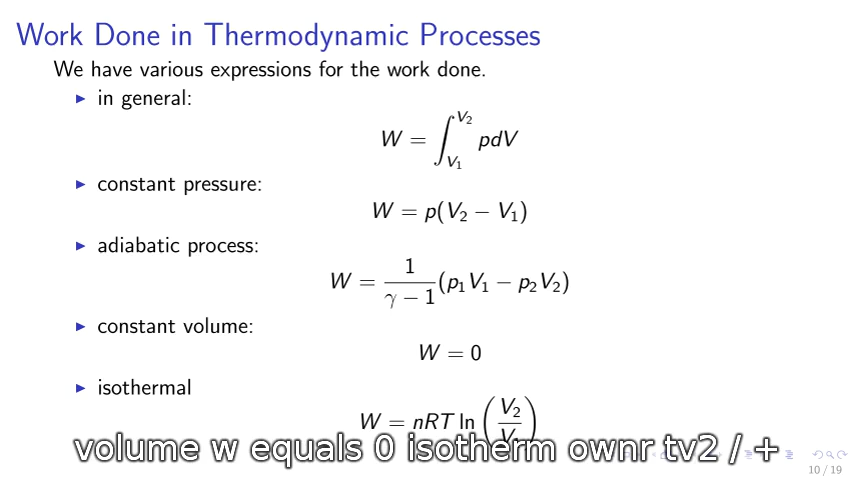 Work Done in Thermodynamic Processes
We have various expressions for the work done.
▶ in general:
W = ∫_{V₁}^{V₂} pdV
▶ constant pressure:
W = p(V₂ − V₁)
▶ adiabatic process:
W = 1/(γ − 1) (p₁V₁ − p₂V₂)
▶ constant volume:
W = 0
▶ isothermal
W = nRT ln (V₂/V
volume w equals 0 isotherm ownr tv2 / +
10 / 19